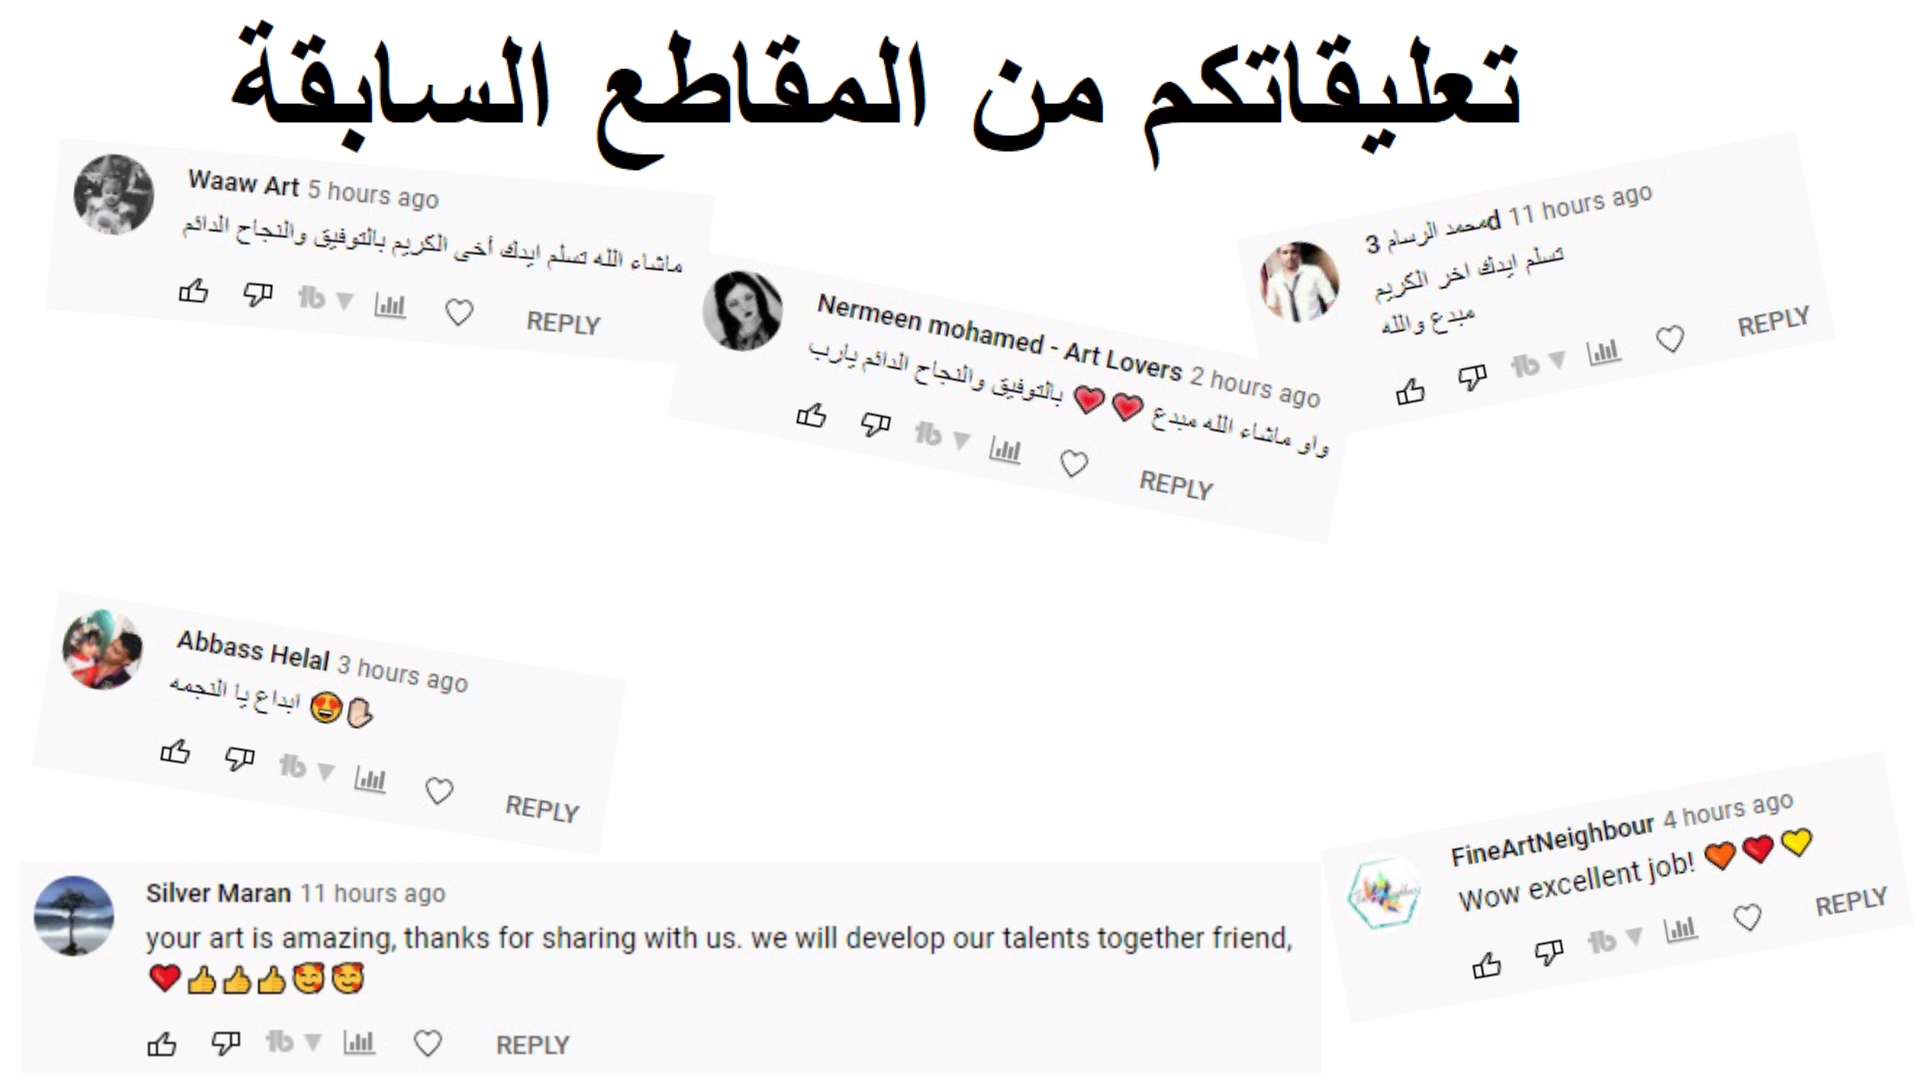 تعليقاتكم من المقاطع السابقة
Waaw Art 5 hours ago
ماشاء الله تسلم ايدك أخى الكريم بالتوفيق والنجاح الدائم
REPLY
Nermeen mohamed - Art Lovers 2 hours ago
واو ماشاء الله مبدع ❤❤ بالتوفيق والنجاح الدائم يارب
REPLY
3 محمد الرسامd 11 hours ago
تسلم ايدك اخر الكريم
مبدع والله
REPLY
Abbass Helal 3 hours ago
ابداع يا النجمه 😍✋🏻
REPLY
Silver Maran 11 hours ago
your art is amazing, thanks for sharing with us. we will develop our talents together friend,
❤👍👍👍🥰🥰
REPLY
FineArtNeighbour 4 hours ago
Wow excellent job! 🧡❤💛
REPLY